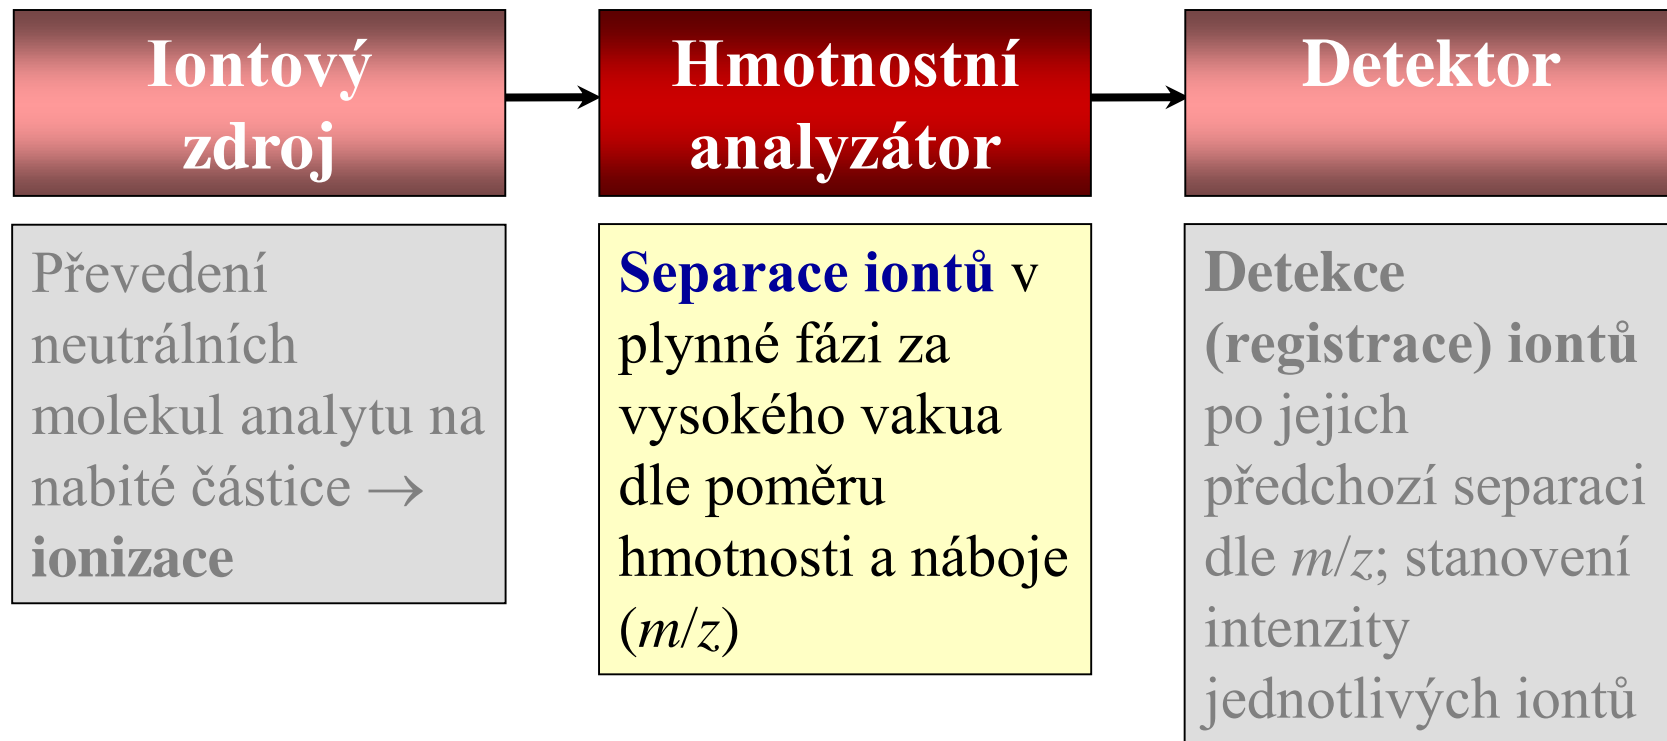 Iontový
zdroj
Hmotnostní
analyzátor
Detektor
Převedení
neutrálních
molekul analytu na
nabité částice →
ionizace
Separace iontů v
plynné fázi za
vysokého vakua
dle poměru
hmotnosti a náboje
(m/z)
Detekce
(registrace) iontů
po jejich
předchozí separaci
dle m/z; stanovení
intenzity
jednotlivých iontů